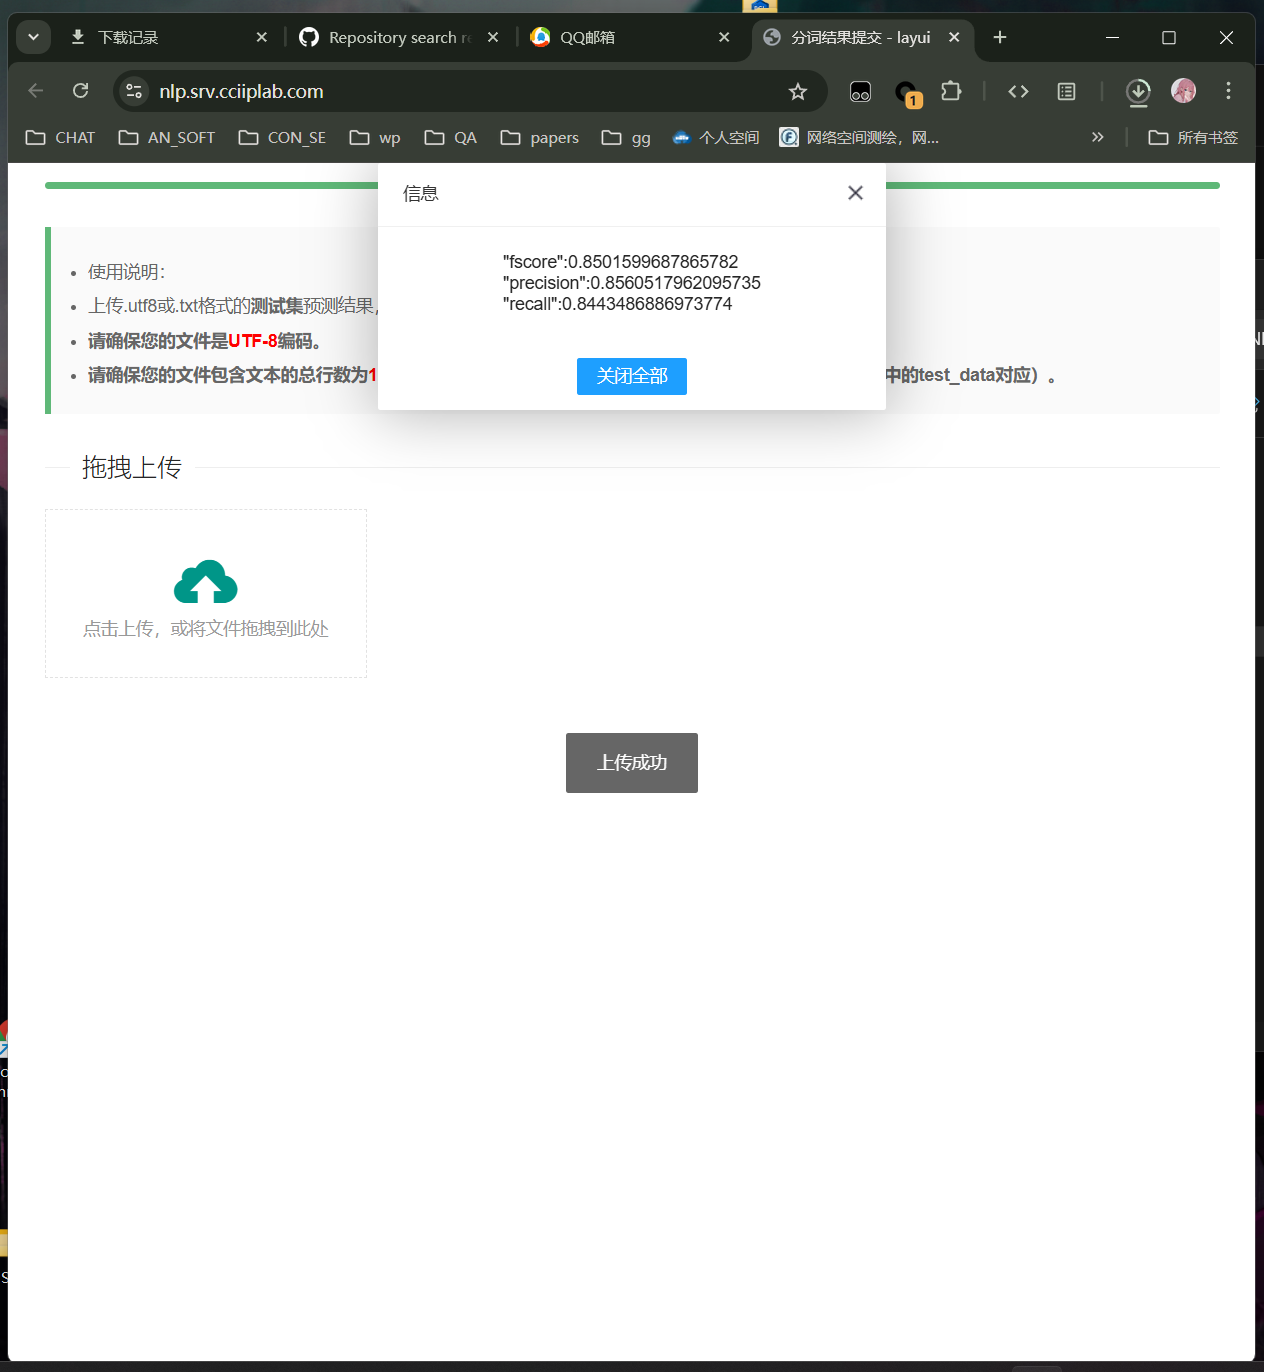 下载记录
Repository search re
QQ邮箱
分词结果提交 - layui
nlp.srv.cciiplab.com
1
CHAT
AN_SOFT
CON_SE
wp
QA
papers
gg
个人空间
网络空间测绘，网...
所有书签
信息
"fscore":0.8501599687865782
"precision":0.8560517962095735
"recall":0.8443486886973774
关闭全部
使用说明：
上传.utf8或.txt格式的测试集预测结果，
请确保您的文件是UTF-8编码。
请确保您的文件包含文本的总行数为1
中的test_data对应）。
拖拽上传
点击上传，或将文件拖拽到此处
上传成功